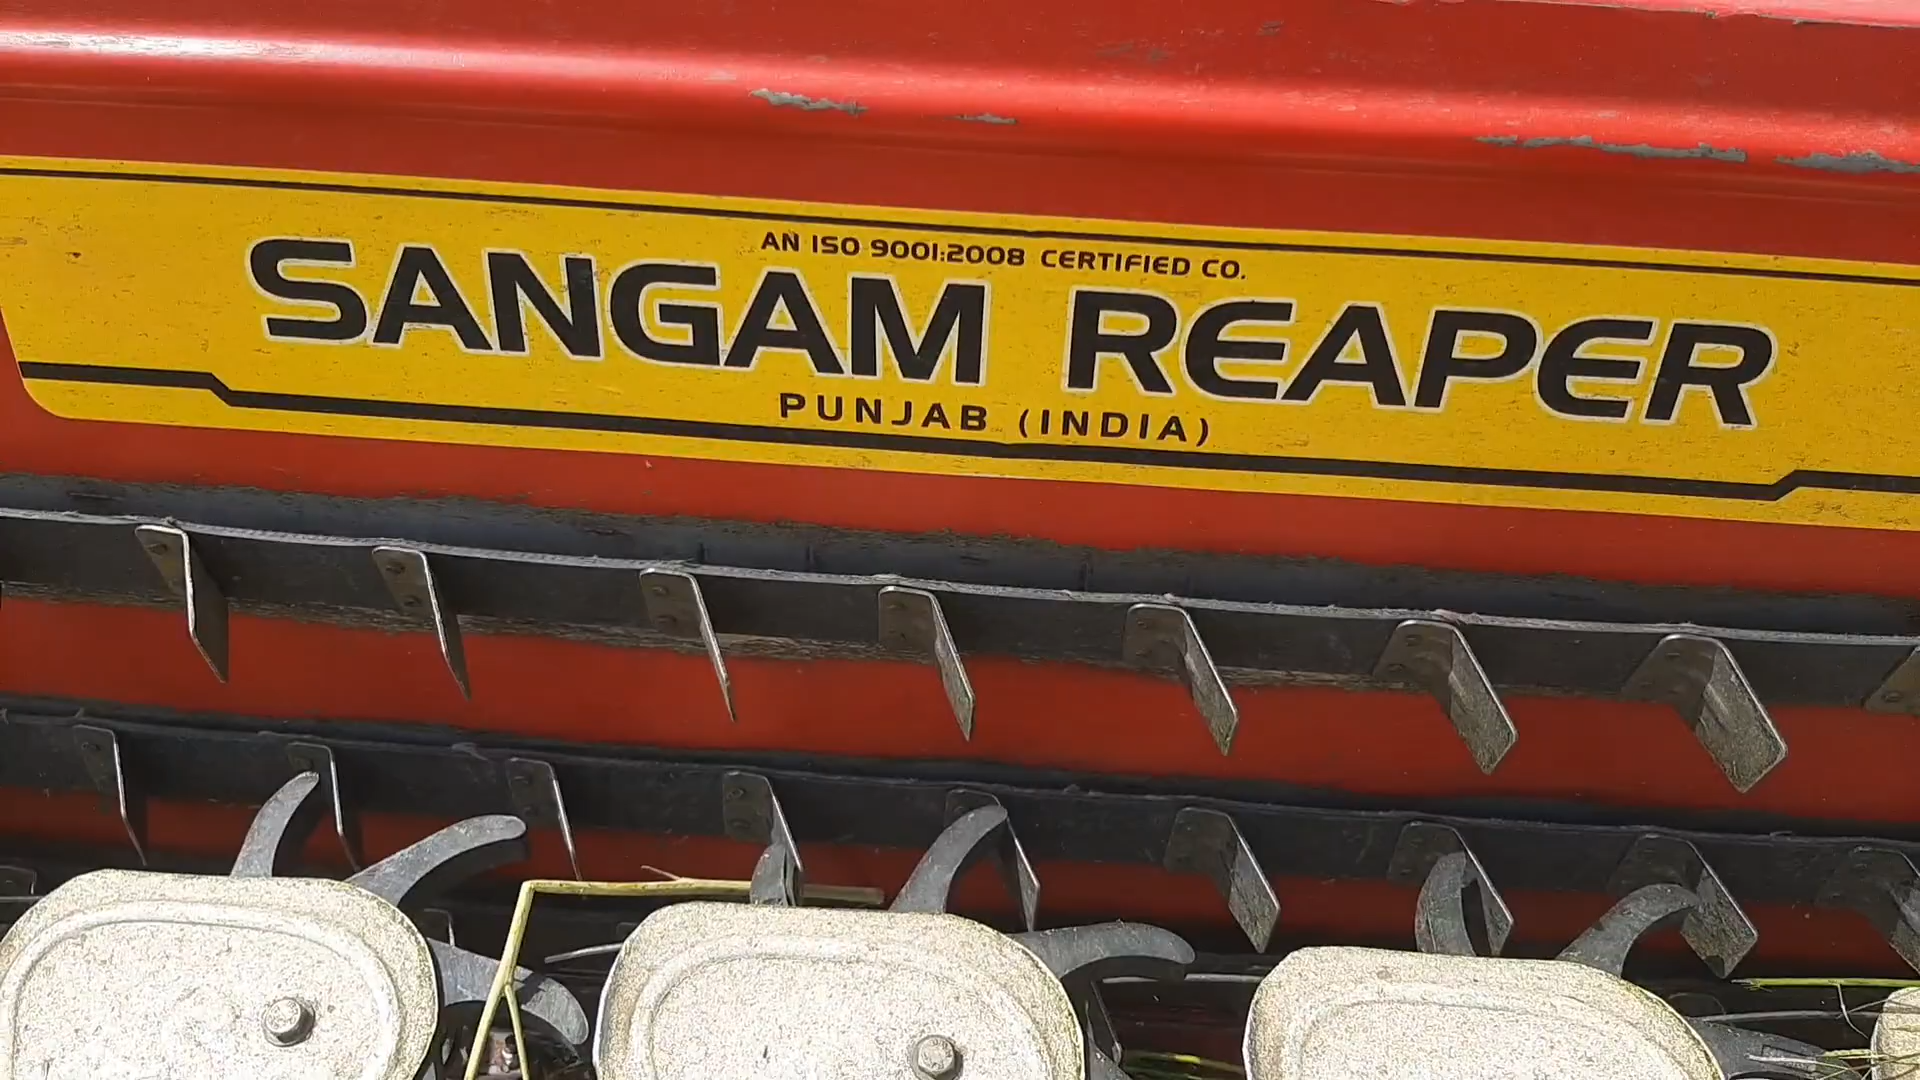 AN ISO 9001:2008 CERTIFIED CO.
SANGAM REAPER
PUNJAB (INDIA)